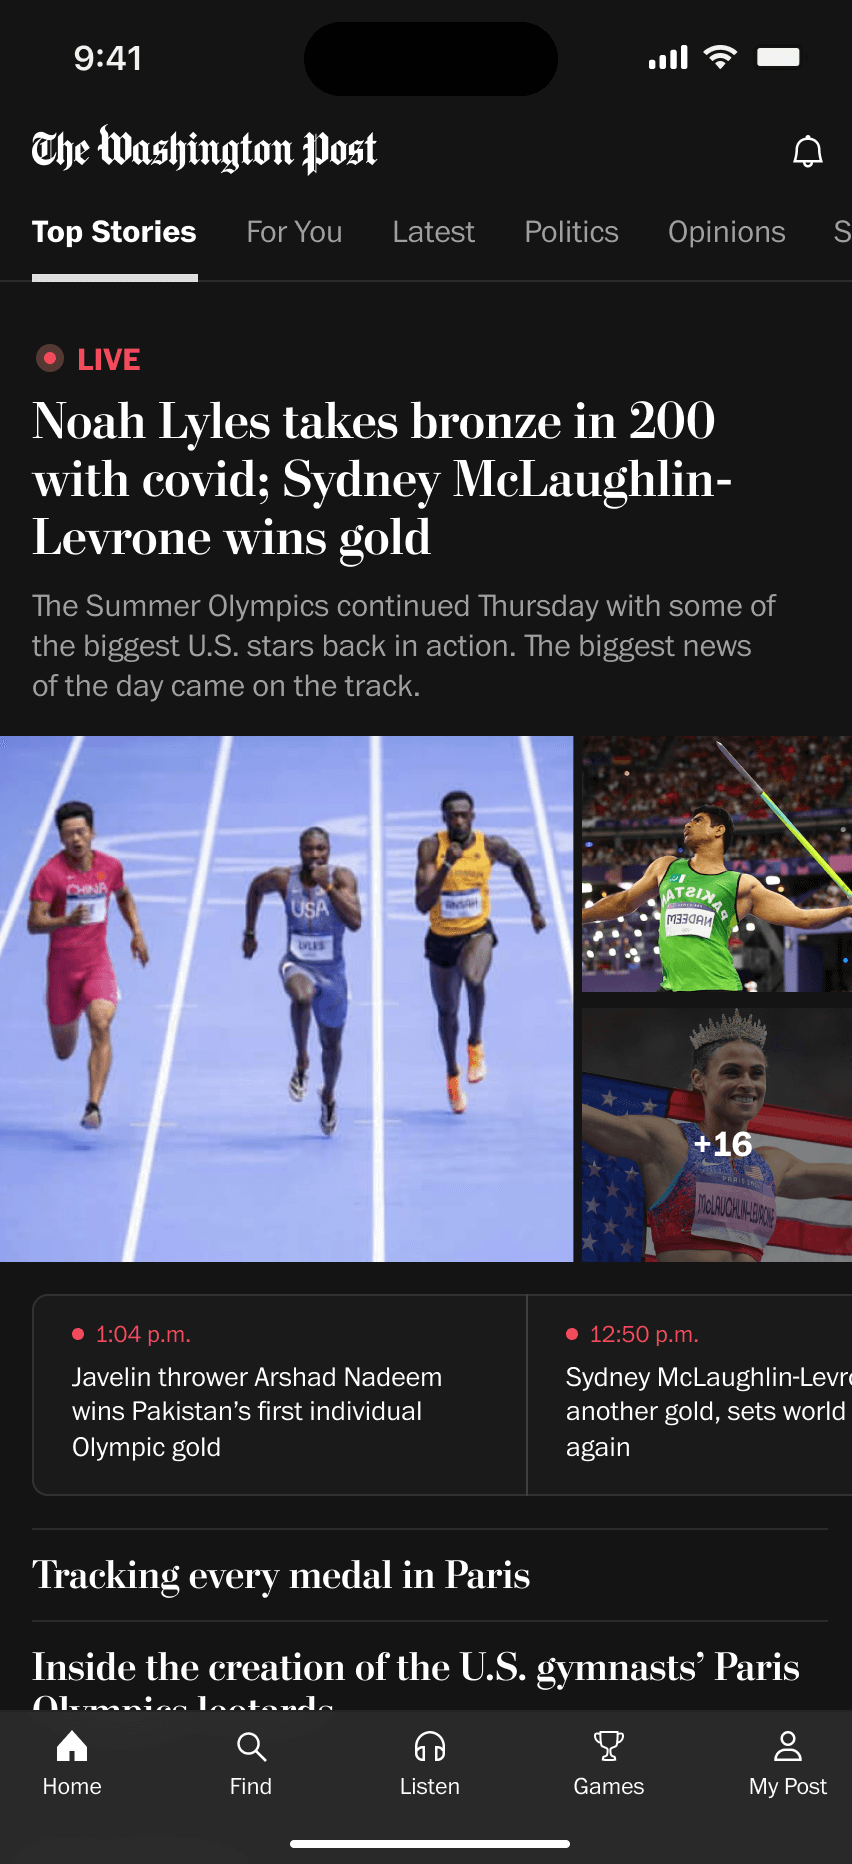 9:41
The Washington Post
Top Stories For You Latest Politics Opinions S
LIVE
Noah Lyles takes bronze in 200
with covid; Sydney McLaughlin-
Levrone wins gold
The Summer Olympics continued Thursday with some of
the biggest U.S. stars back in action. The biggest news
of the day came on the track.
CHINA
USA
LYLES
PAKISTAN
NADEEM
+16
PARIS
McLAUGHLIN-LEVRONE
1:04 p.m.
Javelin thrower Arshad Nadeem
wins Pakistan’s first individual
Olympic gold
12:50 p.m.
Sydney McLaughlin-Levro
another gold, sets world
again
Tracking every medal in Paris
Inside the creation of the U.S. gymnasts’ Paris
Olympics leotards
Home Find Listen Games My Post